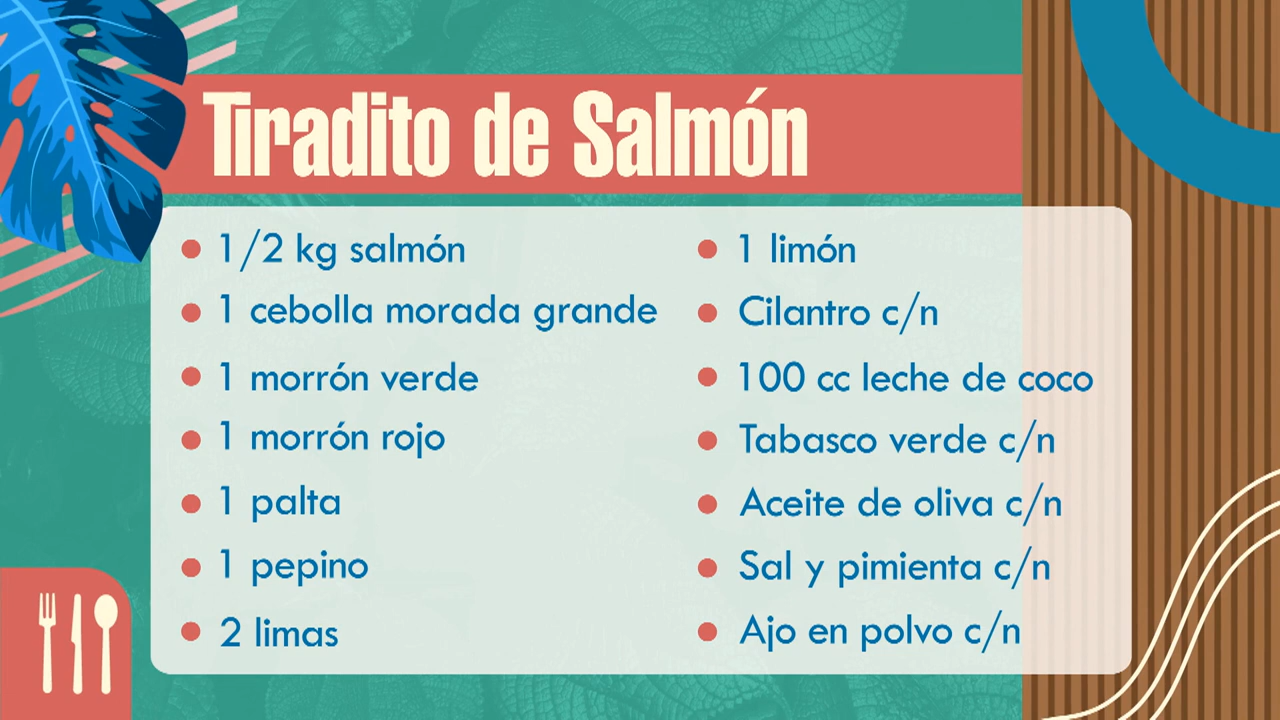 Tiradito de Salmón
1/2 kg salmón
1 cebolla morada grande
1 morrón verde
1 morrón rojo
1 palta
1 pepino
2 limas
1 limón
Cilantro c/n
100 cc leche de coco
Tabasco verde c/n
Aceite de oliva c/n
Sal y pimienta c/n
Ajo en polvo c/n